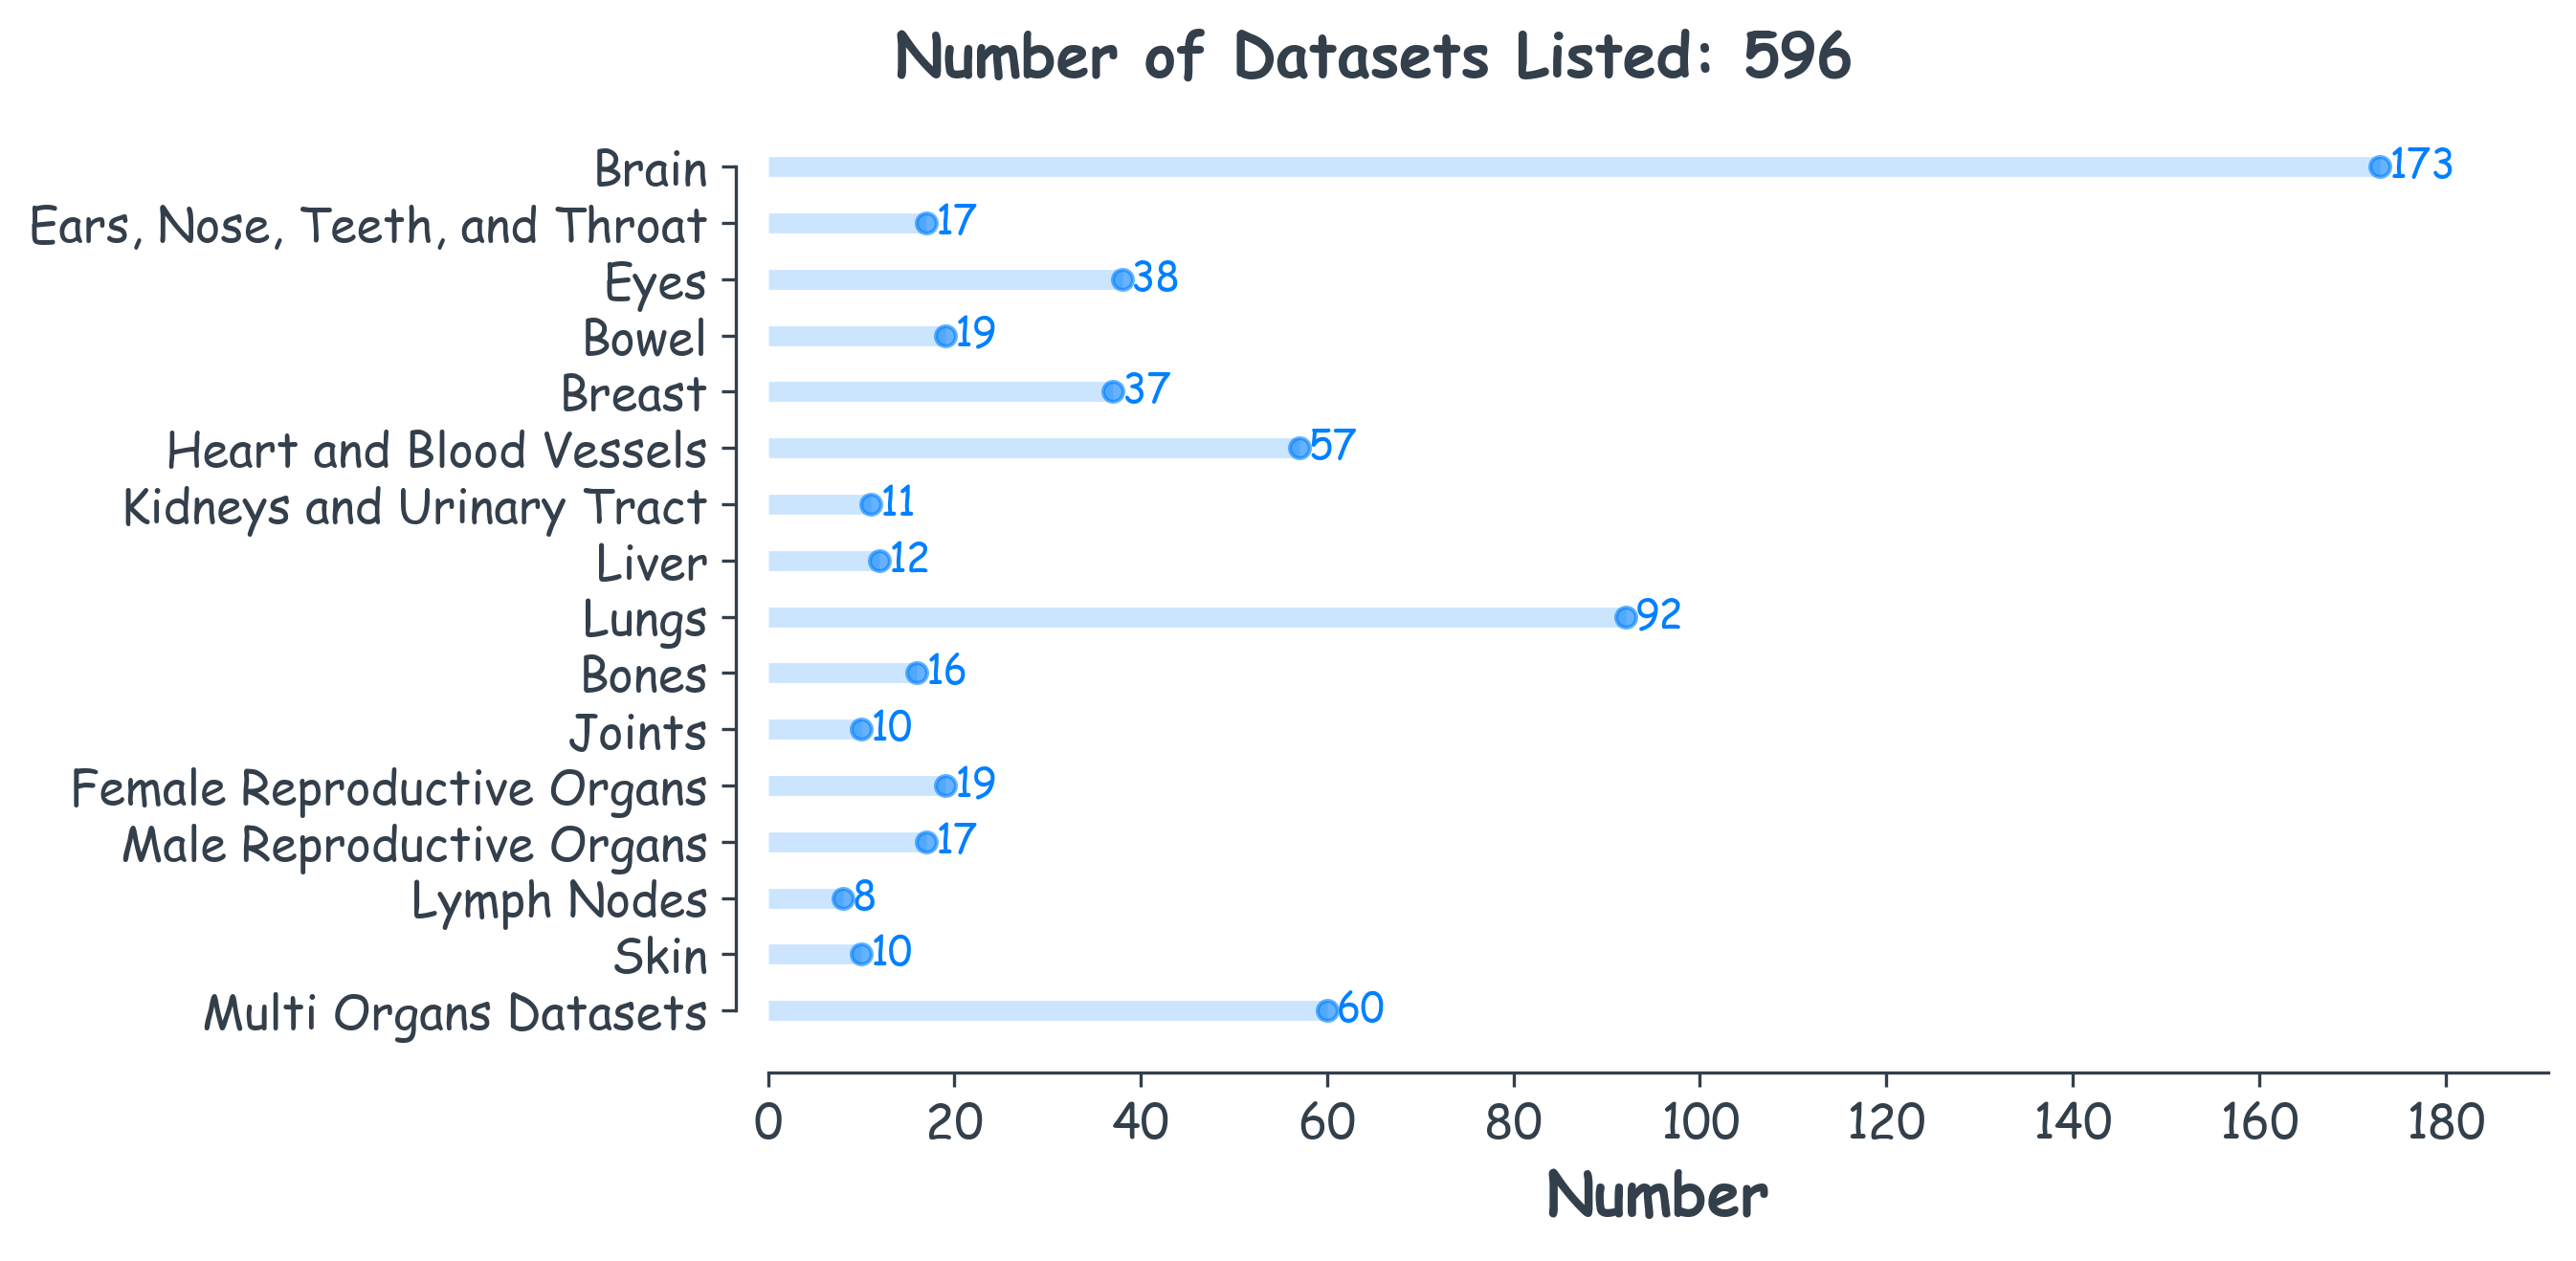 Number of Datasets Listed: 596
Brain 173
Ears, Nose, Teeth, and Throat 17
Eyes 38
Bowel 19
Breast 37
Heart and Blood Vessels 57
Kidneys and Urinary Tract 11
Liver 12
Lungs 92
Bones 16
Joints 10
Female Reproductive Organs 19
Male Reproductive Organs 17
Lymph Nodes 8
Skin 10
Multi Organs Datasets 60
0 20 40 60 80 100 120 140 160 180
Number